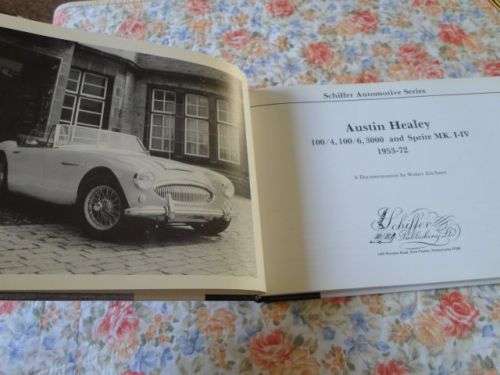 Schiffer Automotive Series
Austin Healey
100/4, 100/6, 3000 and Sprite MK. I-IV
1953-72
A Documentation by Walter Zeichner
Schiffer
Publishing Ltd